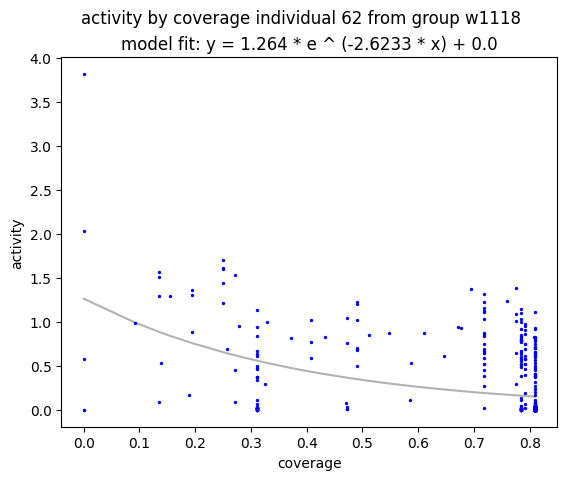 activity by coverage individual 62 from group w1118
model fit: y = 1.264 * e ^ (-2.6233 * x) + 0.0
4.0
3.5
3.0
2.5
2.0
1.5
1.0
0.5
0.0
activity
0.0 0.1 0.2 0.3 0.4 0.5 0.6 0.7 0.8
coverage